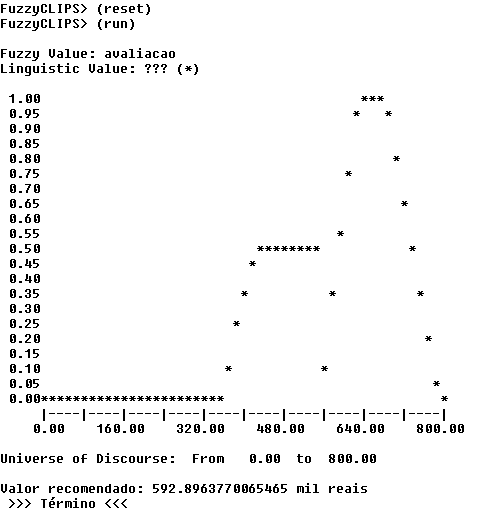 FuzzyCLIPS> (reset)
FuzzyCLIPS> (run)
Fuzzy Value: avaliacao
Linguistic Value: ??? (*)
1.00 ***
0.95 * *
0.90
0.85
0.80 *
0.75 *
0.70
0.65 *
0.60
0.55 *
0.50 ******** *
0.45 *
0.40
0.35 * * *
0.30
0.25 *
0.20 *
0.15
0.10 * *
0.05 *
0.00*********************** *
|----|----|----|----|----|----|----|----|----|----|
0.00 160.00 320.00 480.00 640.00 800.00
Universe of Discourse: From 0.00 to 800.00
Valor recomendado: 592.8963770065465 mil reais
>>> Término <<<